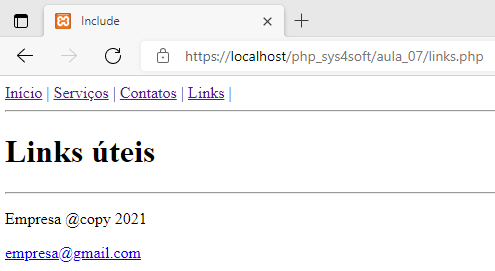 Include
https://localhost/php_sys4soft/aula_07/links.php
Início | Serviços | Contatos | Links |
Links úteis
Empresa @copy 2021
empresa@gmail.com